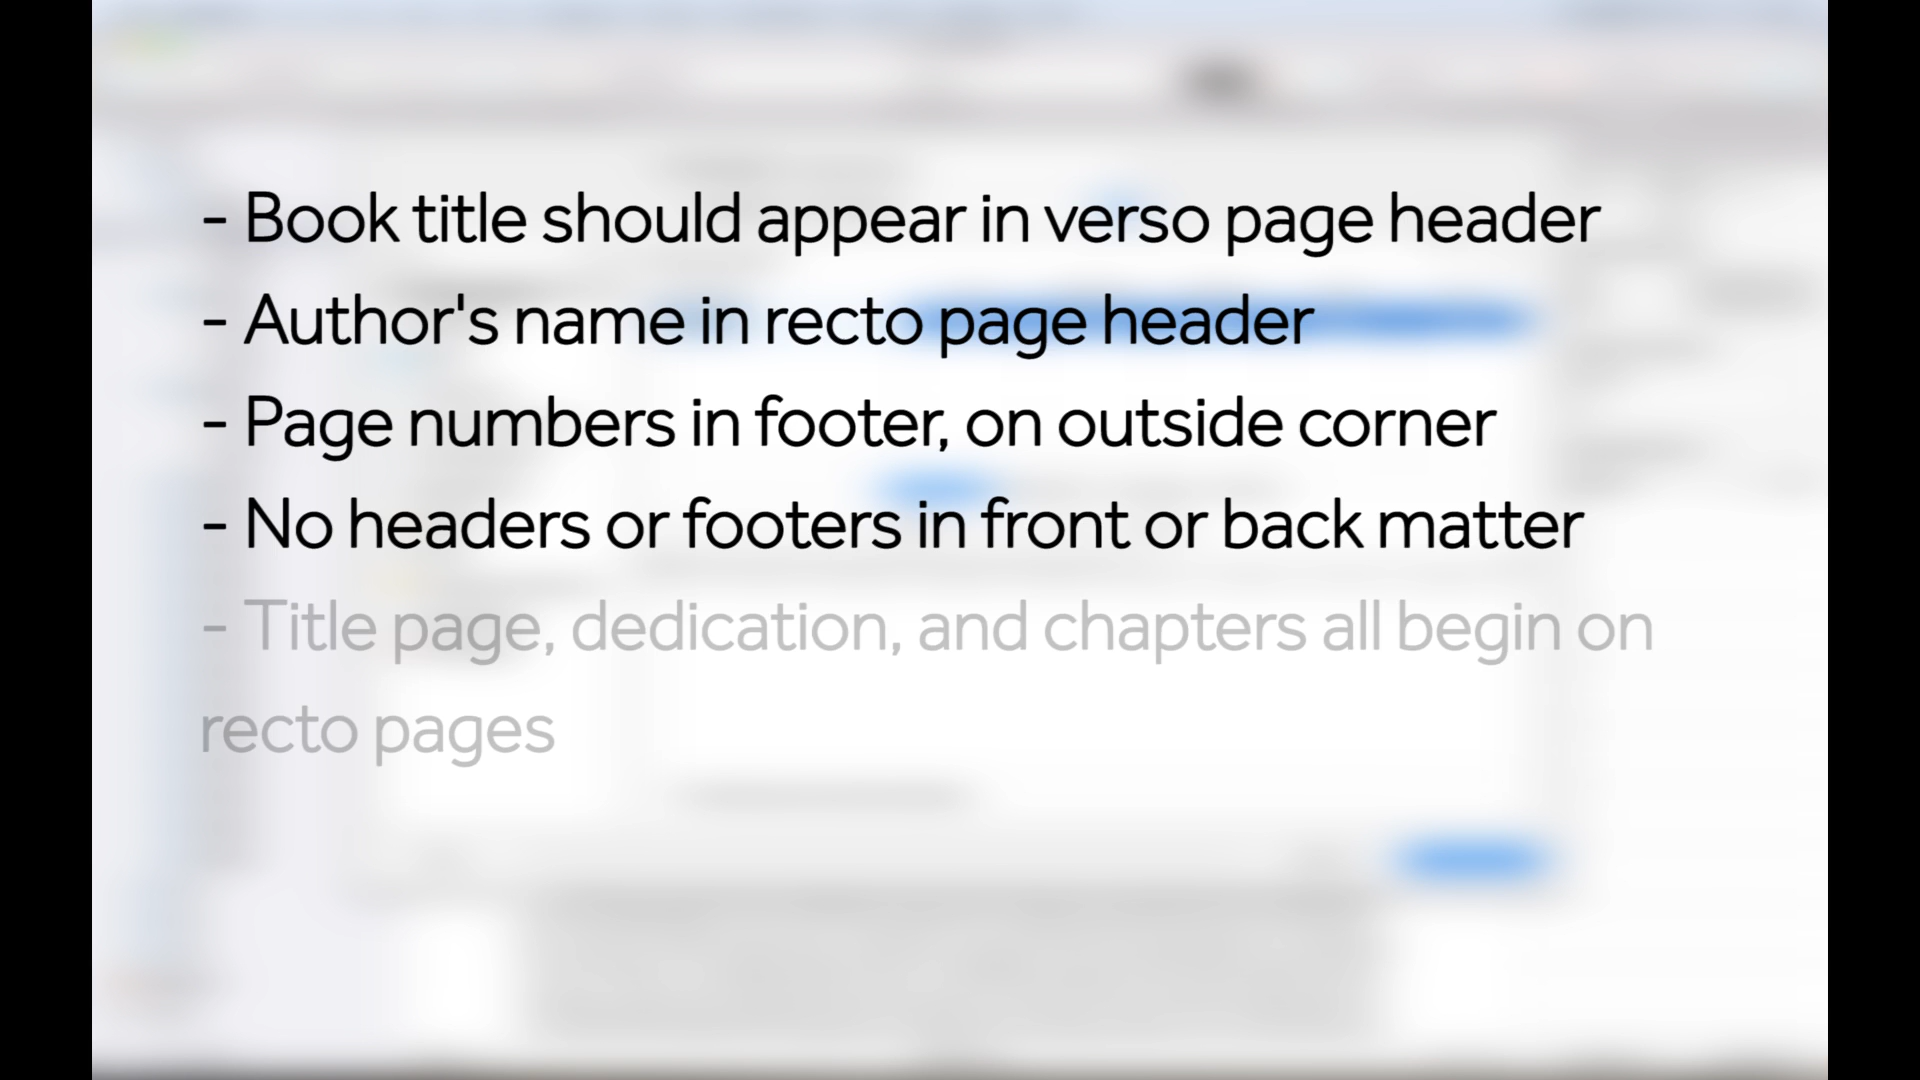 - Book title should appear in verso page header
- Author's name in recto page header
- Page numbers in footer, on outside corner
- No headers or footers in front or back matter
- Title page, dedication, and chapters all begin on
recto pages